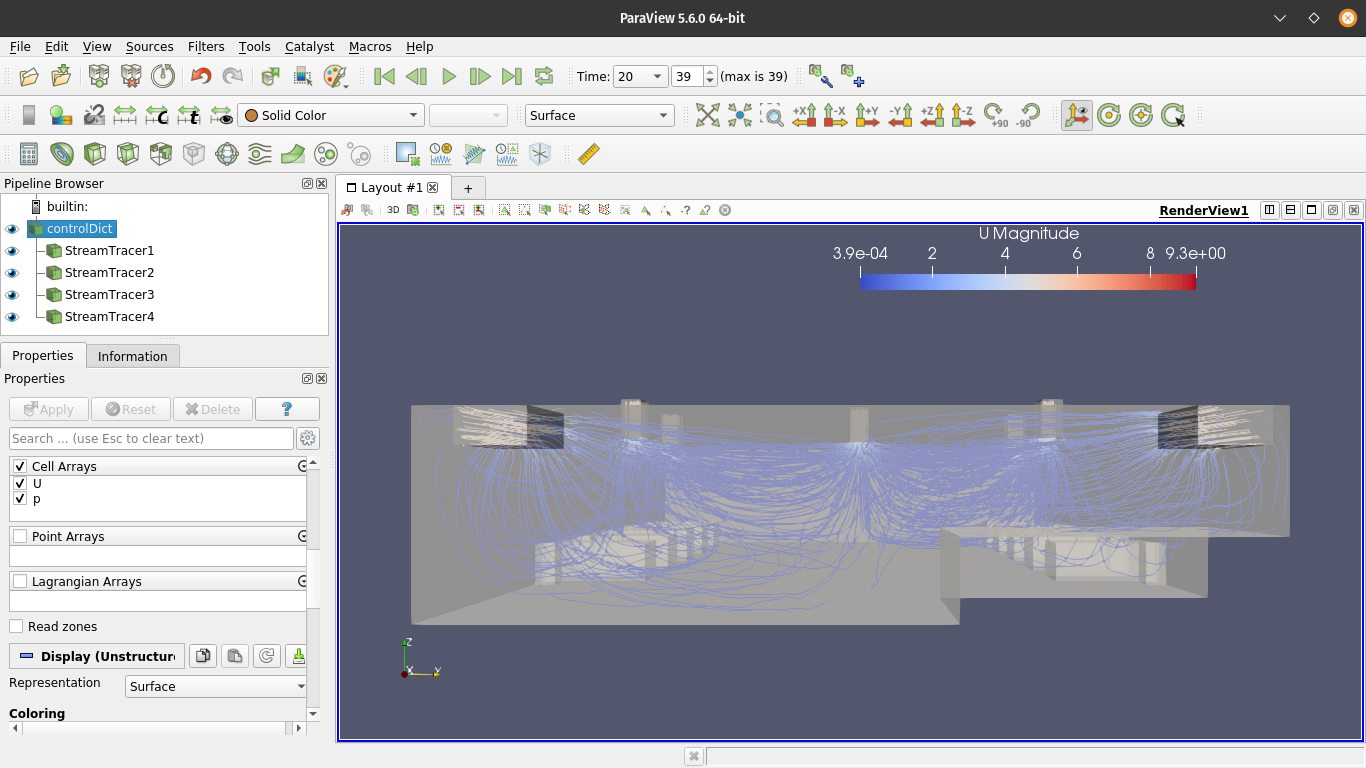 ParaView 5.6.0 64-bit
File Edit View Sources Filters Tools Catalyst Macros Help
Time: 20 39 (max is 39)
Solid Color Surface +X -X +Y -Y +Z -Z +90 -90
Pipeline Browser
Layout #1 +
builtin:
controlDict
StreamTracer1
StreamTracer2
StreamTracer3
StreamTracer4
3D
RenderView1
U Magnitude
3.9e-04 2 4 6 8 9.3e+00
Properties Information
Properties
Apply Reset Delete ?
Search ... (use Esc to clear text)
Cell Arrays
U
p
Point Arrays
Lagrangian Arrays
Read zones
Display (Unstructur
Representation Surface
Coloring
Z
X Y